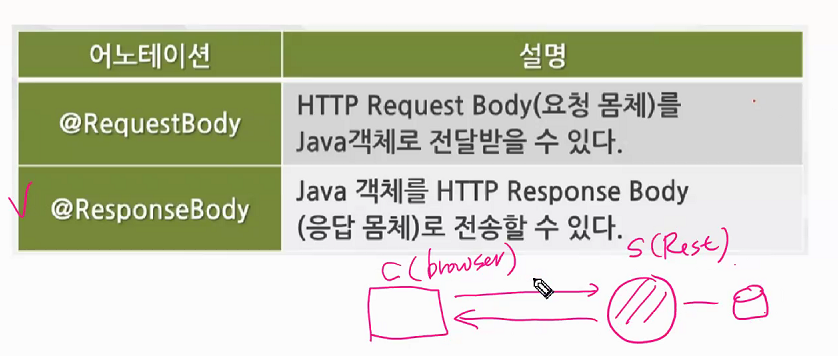 어노테이션 설명
@RequestBody
HTTP Request Body(요청 몸체)를
Java객체로 전달받을 수 있다.
@ResponseBody
Java 객체를 HTTP Response Body
(응답 몸체)로 전송할 수 있다.
C (browser)
S (Rest)